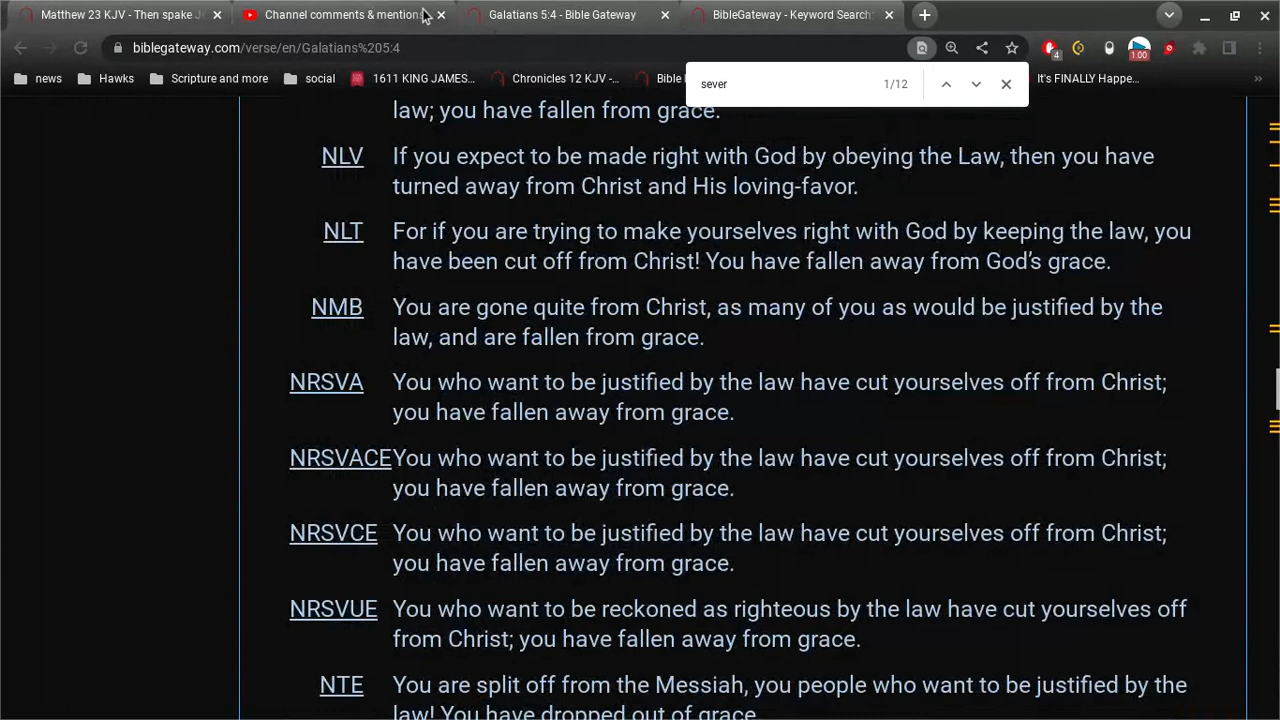 Matthew 23 KJV - Then spake J
Channel comments & mention
Galatians 5:4 - Bible Gateway
BibleGateway - Keyword Search:
biblegateway.com/verse/en/Galatians%205:4
4
1.00
news
Hawks
Scripture and more
social
1611 KING JAMES...
Chronicles 12 KJV -...
Bible
It's FINALLY Happe...
sever
1/12
law; you have fallen from grace.
NLV If you expect to be made right with God by obeying the Law, then you have
turned away from Christ and His loving-favor.
NLT For if you are trying to make yourselves right with God by keeping the law, you
have been cut off from Christ! You have fallen away from God’s grace.
NMB You are gone quite from Christ, as many of you as would be justified by the
law, and are fallen from grace.
NRSVA You who want to be justified by the law have cut yourselves off from Christ;
you have fallen away from grace.
NRSVACE You who want to be justified by the law have cut yourselves off from Christ;
you have fallen away from grace.
NRSVCE You who want to be justified by the law have cut yourselves off from Christ;
you have fallen away from grace.
NRSVUE You who want to be reckoned as righteous by the law have cut yourselves off
from Christ; you have fallen away from grace.
NTE You are split off from the Messiah, you people who want to be justified by the
law! You have dropped out of grace.